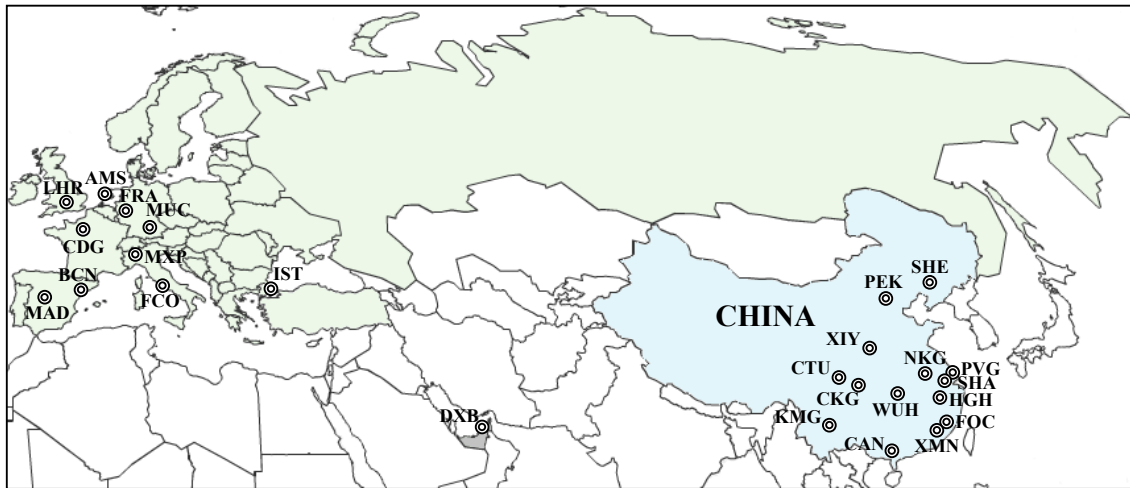 AMS
LHR
FRA
MUC
CDG
MXP
BCN
IST
MAD
FCO
DXB
SHE
PEK
CHINA
XIY
NKG
PVG
CTU
SHA
CKG
HGH
WUH
KMG
FOC
CAN
XMN